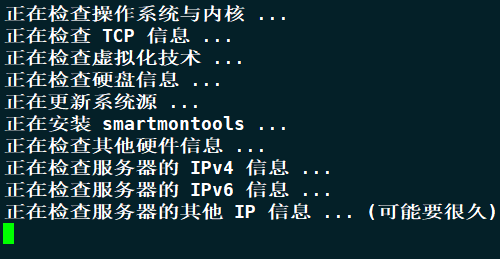 正在检查操作系统与内核 ...
正在检查 TCP 信息 ...
正在检查虚拟化技术 ...
正在检查硬盘信息 ...
正在更新系统源 ...
正在安装 smartmontools ...
正在检查其他硬件信息 ...
正在检查服务器的 IPv4 信息 ...
正在检查服务器的 IPv6 信息 ...
正在检查服务器的其他 IP 信息 ... (可能要很久)